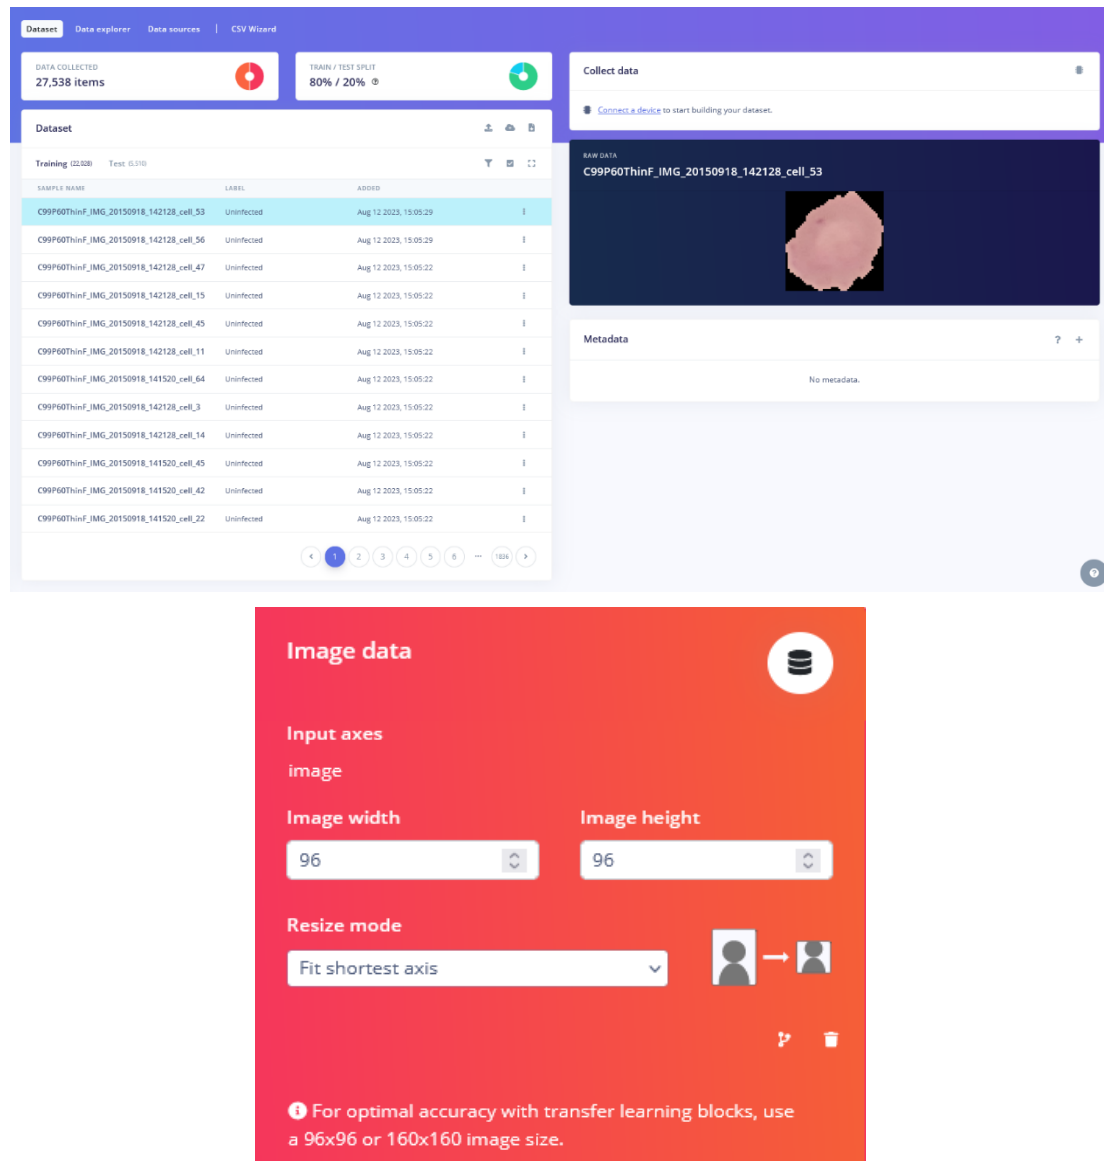 Dataset Data explorer Data sources | CSV Wizard
DATA COLLECTED
27,538 items
TRAIN / TEST SPLIT
80% / 20%
Collect data
Connect a device to start building your dataset.
Dataset
Training (22,028) Test (5,510)
SAMPLE NAME LABEL ADDED
C99P60ThinF_IMG_20150918_142128_cell_53 Uninfected Aug 12 2023, 15:05:29
C99P60ThinF_IMG_20150918_142128_cell_56 Uninfected Aug 12 2023, 15:05:29
C99P60ThinF_IMG_20150918_142128_cell_47 Uninfected Aug 12 2023, 15:05:22
C99P60ThinF_IMG_20150918_142128_cell_15 Uninfected Aug 12 2023, 15:05:22
C99P60ThinF_IMG_20150918_142128_cell_45 Uninfected Aug 12 2023, 15:05:22
C99P60ThinF_IMG_20150918_142128_cell_11 Uninfected Aug 12 2023, 15:05:22
C99P60ThinF_IMG_20150918_141520_cell_64 Uninfected Aug 12 2023, 15:05:22
C99P60ThinF_IMG_20150918_142128_cell_3 Uninfected Aug 12 2023, 15:05:22
C99P60ThinF_IMG_20150918_142128_cell_14 Uninfected Aug 12 2023, 15:05:22
C99P60ThinF_IMG_20150918_141520_cell_45 Uninfected Aug 12 2023, 15:05:22
C99P60ThinF_IMG_20150918_141520_cell_42 Uninfected Aug 12 2023, 15:05:22
C99P60ThinF_IMG_20150918_141520_cell_22 Uninfected Aug 12 2023, 15:05:22
1 2 3 4 5 6 ... 1836
RAW DATA
C99P60ThinF_IMG_20150918_142128_cell_53
Metadata
No metadata.
Image data
Input axes
image
Image width Image height
96 96
Resize mode
Fit shortest axis
For optimal accuracy with transfer learning blocks, use
a 96x96 or 160x160 image size.